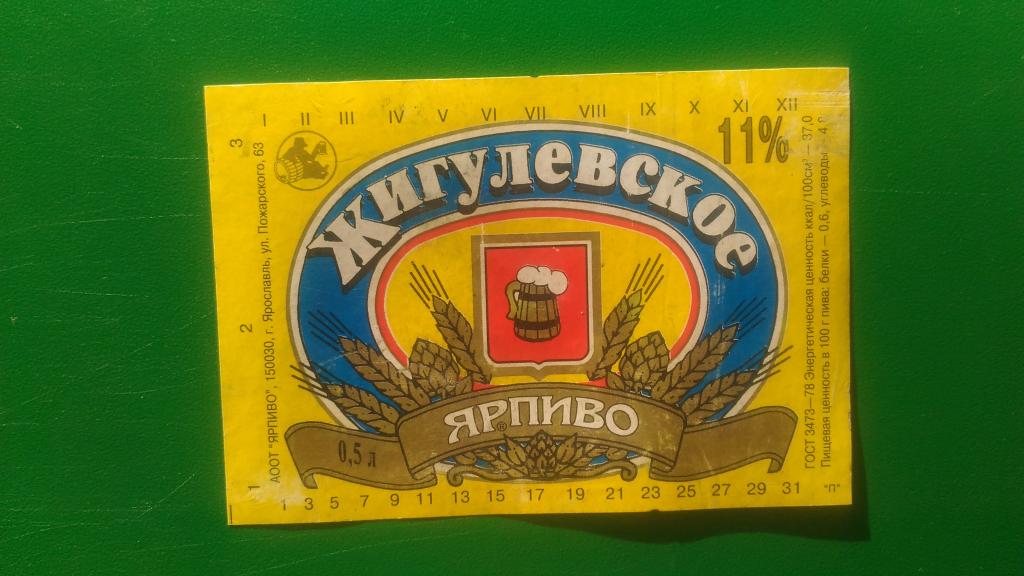 I II III IV V VI VII VIII IX X XI XII
11%
3
2
1
АООТ "ЯРПИВО", 150030, г. Ярославль, ул. Пожарского, 63
Жигулевское
ЯРПИВО®
0,5 л
ГОСТ 3473—78 Энергетическая ценность ккал/100см³ — 37,0
Пищевая ценность в 100 г пива: белки — 0,6, углеводы
1 3 5 7 9 11 13 15 17 19 21 23 25 27 29 31
"П"